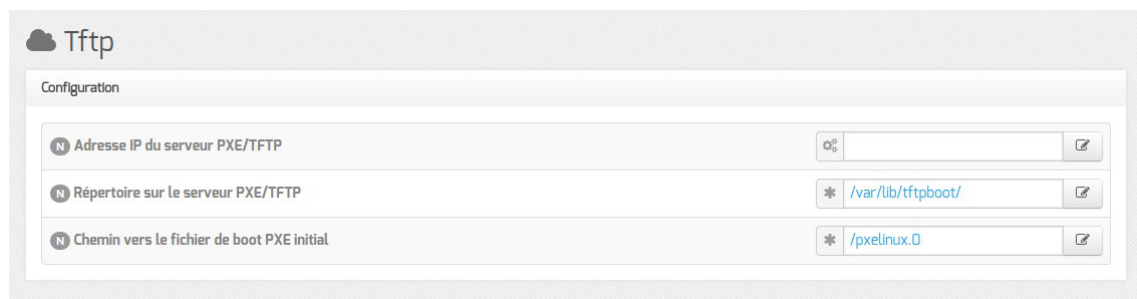 Tftp
Configuration
N Adresse IP du serveur PXE/TFTP
N Répertoire sur le serveur PXE/TFTP * /var/lib/tftpboot/
N Chemin vers le fichier de boot PXE initial * /pxelinux.0